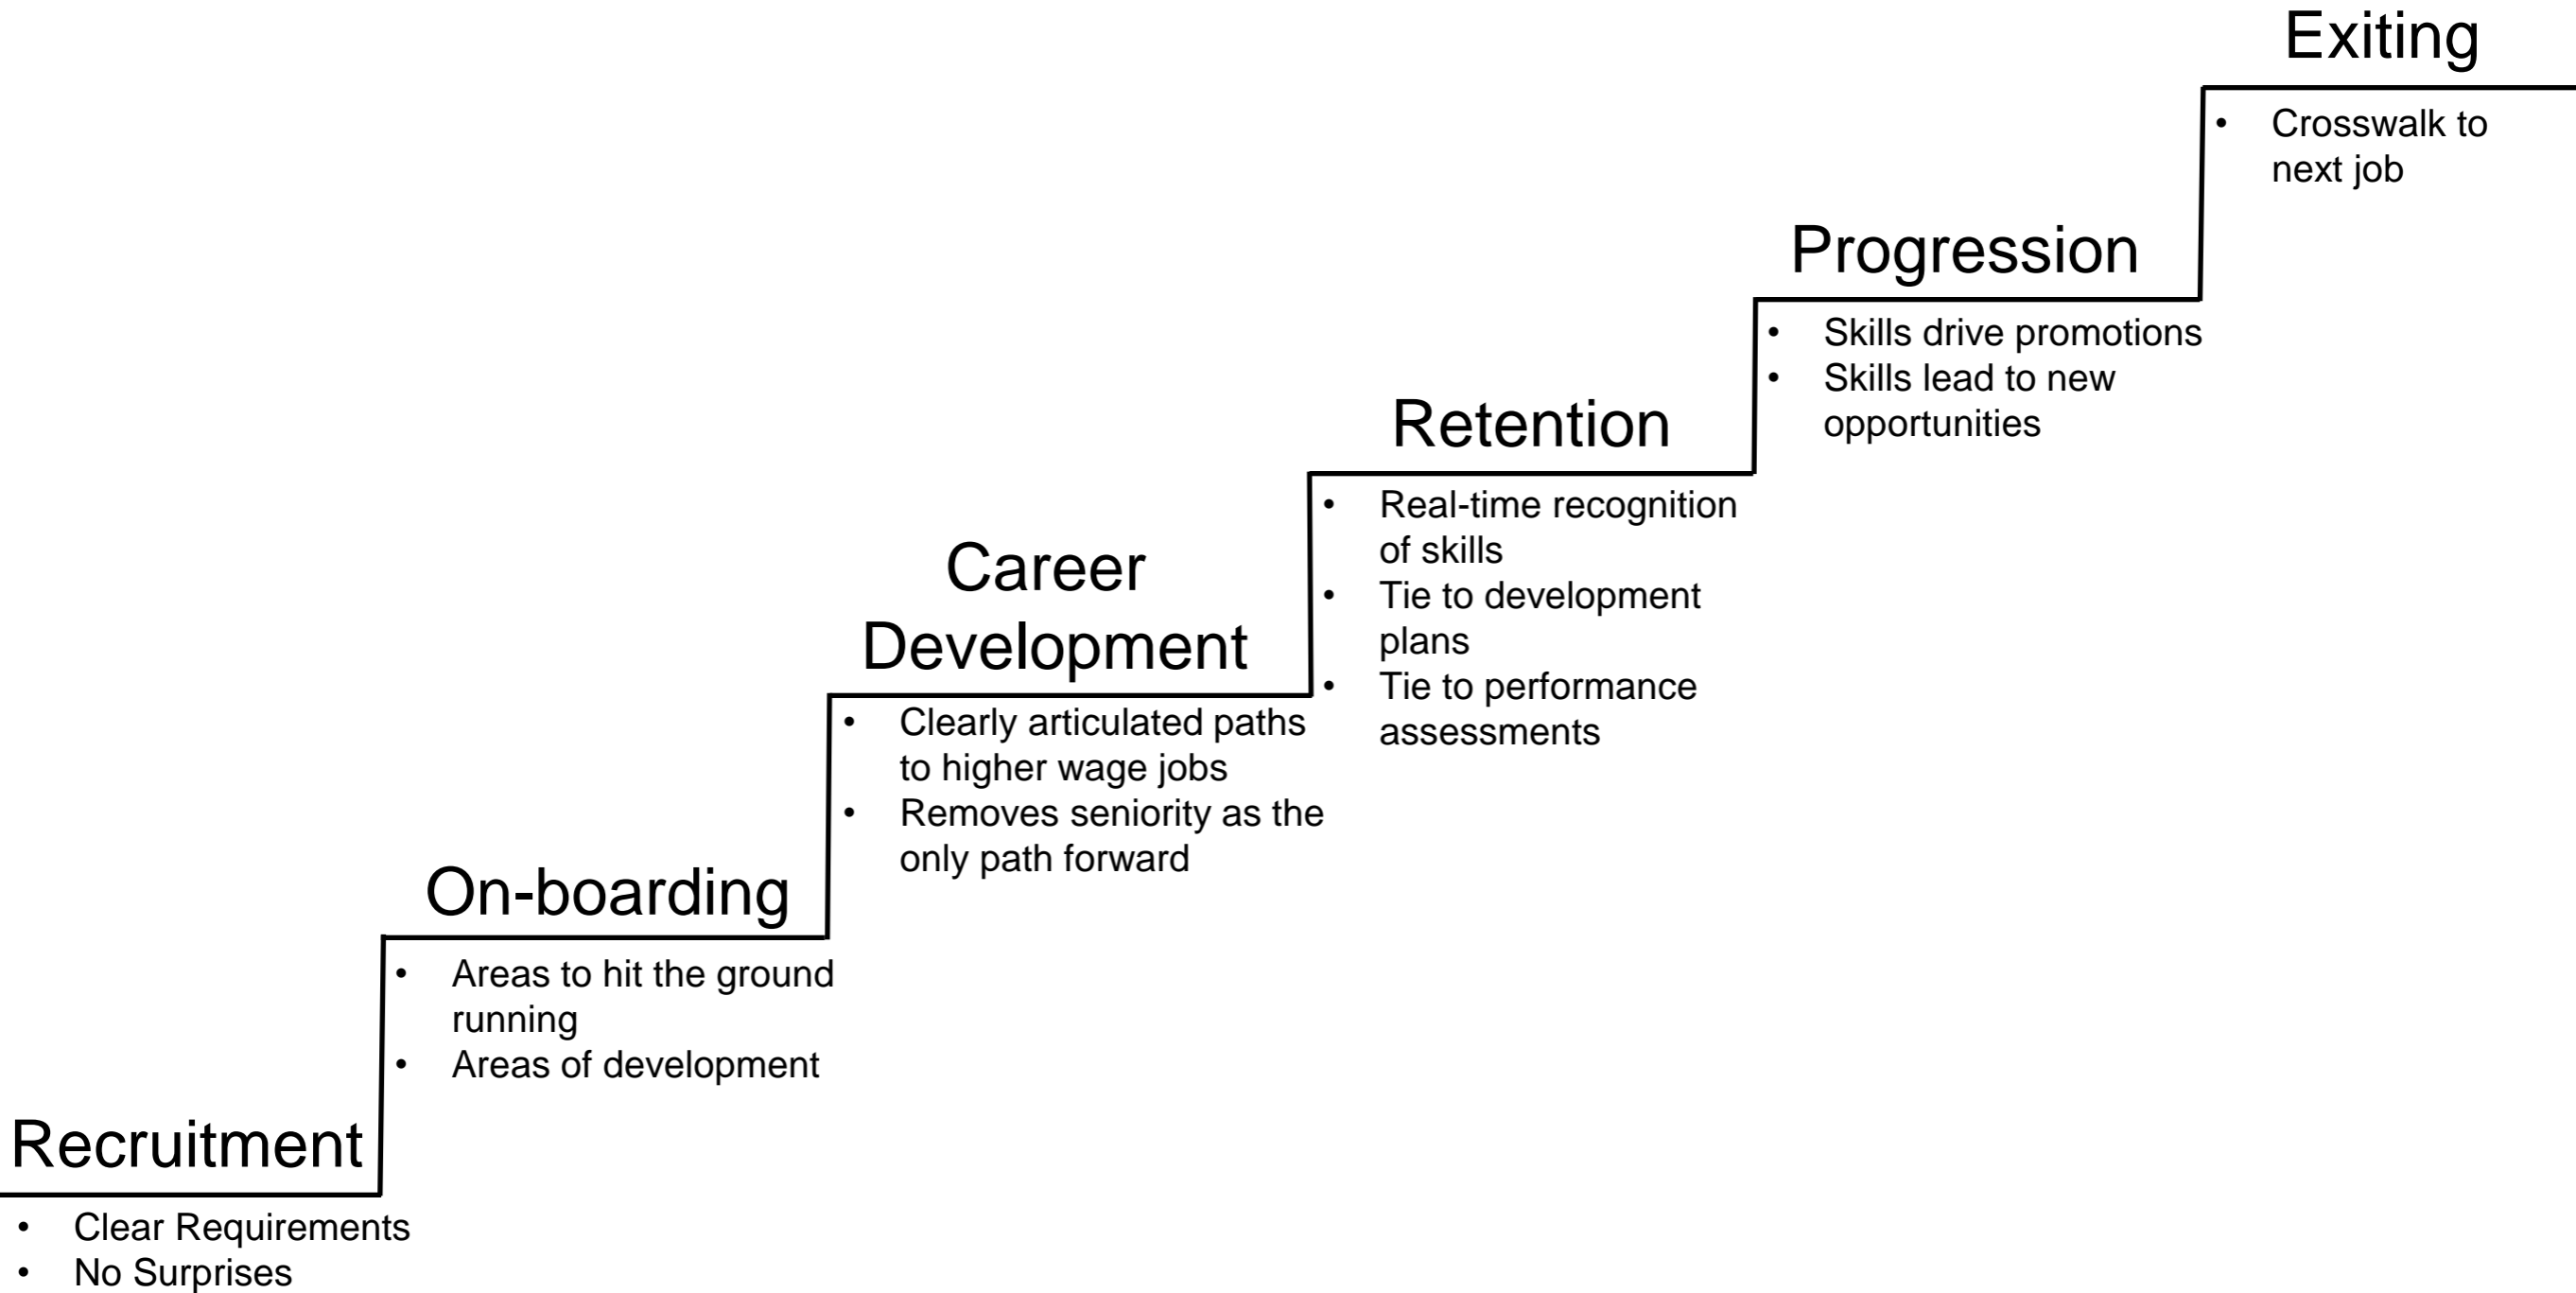 Recruitment
• Clear Requirements
• No Surprises
On-boarding
• Areas to hit the ground
running
• Areas of development
Career
Development
• Clearly articulated paths
to higher wage jobs
• Removes seniority as the
only path forward
Retention
• Real-time recognition
of skills
• Tie to development
plans
• Tie to performance
assessments
Progression
• Skills drive promotions
• Skills lead to new
opportunities
Exiting
• Crosswalk to
next job